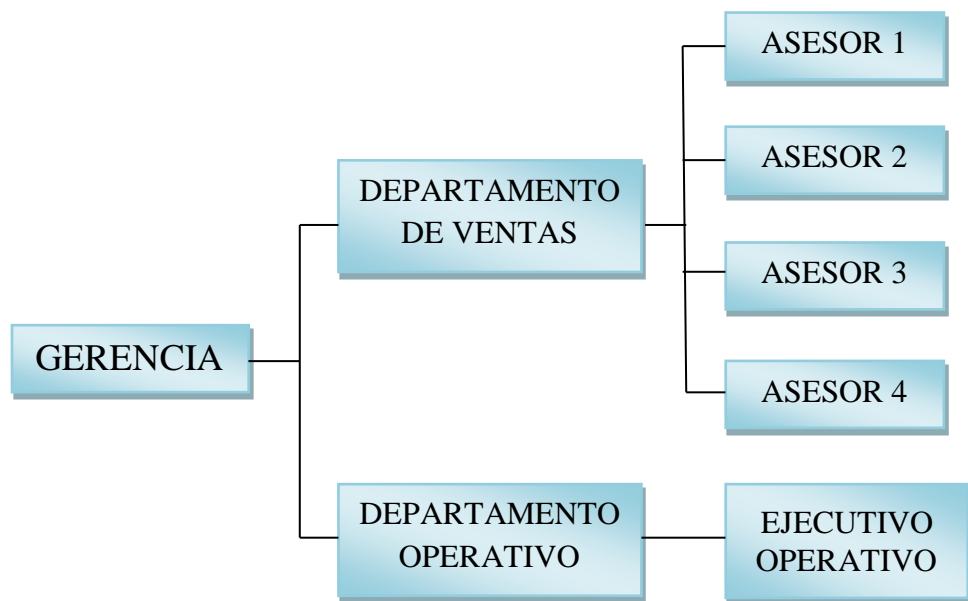 GERENCIA
DEPARTAMENTO
DE VENTAS
ASESOR 1
ASESOR 2
ASESOR 3
ASESOR 4
DEPARTAMENTO
OPERATIVO
EJECUTIVO
OPERATIVO